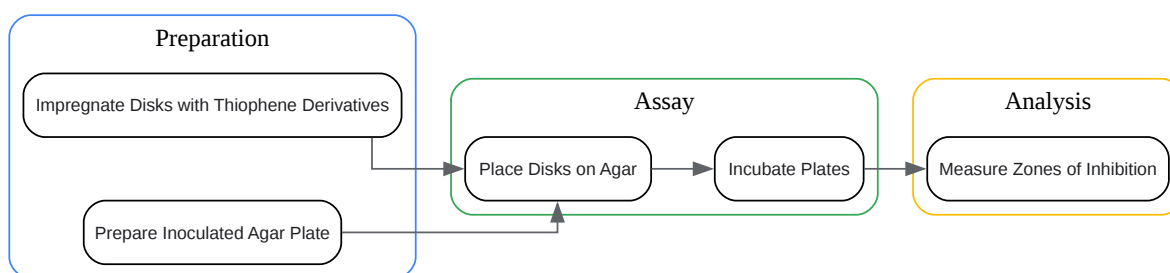 Preparation
Impregnate Disks with Thiophene Derivatives
Prepare Inoculated Agar Plate
Assay
Place Disks on Agar
Incubate Plates
Analysis
Measure Zones of Inhibition